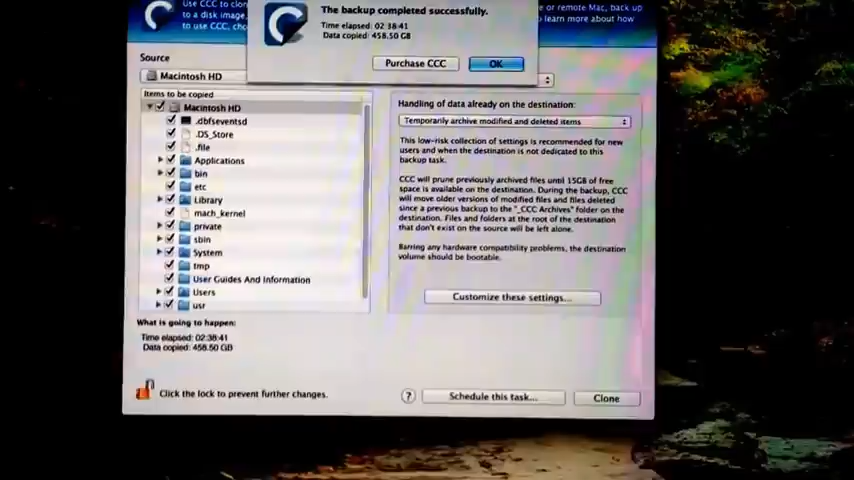 Use CCC to clon
to a disk image,
to use CCC, cho
e or remote Mac, back up
to learn more about how
The backup completed successfully.
Time elapsed: 02:38:41
Data copied: 458.50 GB
Purchase CCC
OK
Source
Macintosh HD
Items to be copied
Macintosh HD
.dbfseventsd
.DS_Store
.file
Applications
bin
etc
Library
mach_kernel
private
sbin
System
tmp
User Guides And Information
Users
usr
Handling of data already on the destination:
Temporarily archive modified and deleted items
This low-risk collection of settings is recommended for new
users and when the destination is not dedicated to this
backup task.
CCC will prune previously archived files until 15GB of free
space is available on the destination. During the backup, CCC
will move older versions of modified files and files deleted
since a previous backup to the "_CCC Archives" folder on the
destination. Files and folders at the root of the destination
that don't exist on the source will be left alone.
Barring any hardware compatibility problems, the destination
volume should be bootable.
Customize these settings...
What is going to happen:
Time elapsed: 02:38:41
Data copied: 458.50 GB
Click the lock to prevent further changes.
?
Schedule this task...
Clone